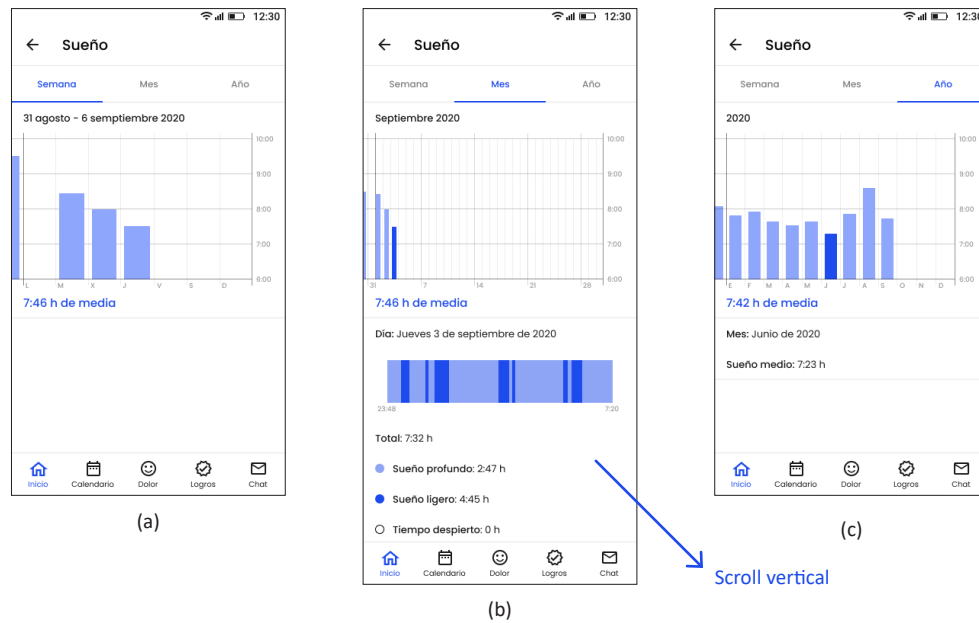 12:30
Sueño
Semana Mes Año
31 agosto - 6 semptiembre 2020
10:00
9:00
8:00
7:00
6:00
L M X J V S D
7:46 h de media
Inicio Calendario Dolor Logros Chat
(a)
12:30
Sueño
Semana Mes Año
Septiembre 2020
10:00
9:00
8:00
7:00
6:00
31 7 14 21 28
7:46 h de media
Día: Jueves 3 de septiembre de 2020
23:48 7:20
Total: 7:32 h
Sueño profundo: 2:47 h
Sueño ligero: 4:45 h
Tiempo despierto: 0 h
Inicio Calendario Dolor Logros Chat
(b)
12:30
Sueño
Semana Mes Año
2020
10:00
9:00
8:00
7:00
6:00
E F M A M J J A S O N D
7:42 h de media
Mes: Junio de 2020
Sueño medio: 7:23 h
Inicio Calendario Dolor Logros Chat
(c)
Scroll vertical